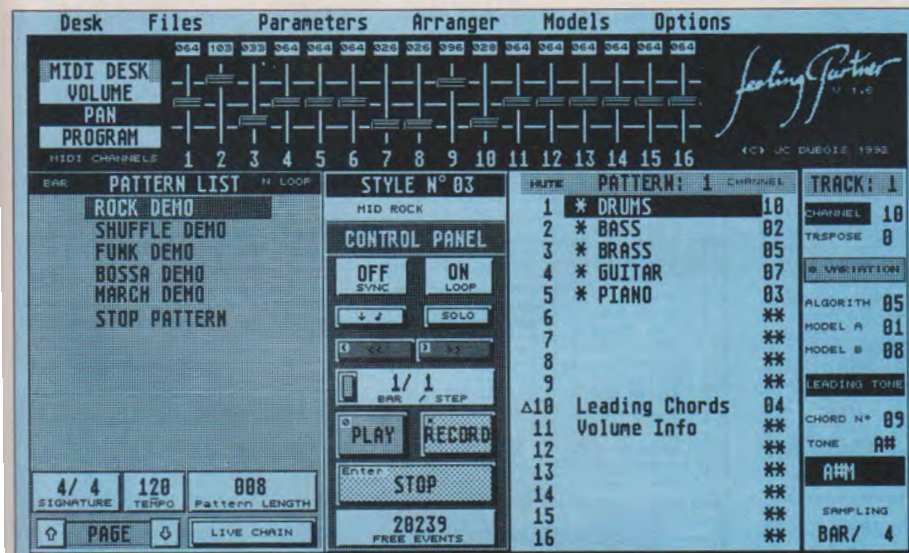 Desk Files Parameters Arranger Models Options
064 103 033 064 064 064 026 026 096 028 064 064 064 064 064 064
MIDI DESK
VOLUME
PAN
PROGRAM
MIDI CHANNELS 1 2 3 4 5 6 7 8 9 10 11 12 13 14 15 16
feeling Partner
V 1.6
(C) JC DUBOIS 1992
BAR PATTERN LIST N LOOP
ROCK DEMO
SHUFFLE DEMO
FUNK DEMO
BOSSA DEMO
MARCH DEMO
STOP PATTERN
4/ 4
SIGNATURE
120
TEMPO
008
Pattern LENGTH
PAGE
LIVE CHAIN
STYLE N° 03
MID ROCK
CONTROL PANEL
OFF
SYNC
ON
LOOP
SOLO
<<
>>
1/ 1
BAR / STEP
PLAY
RECORD
Enter
STOP
20239
FREE EVENTS
MUTE PATTERN: 1 CHANNEL
1 * DRUMS 10
2 * BASS 02
3 * BRASS 05
4 * GUITAR 07
5 * PIANO 03
6 **
7 **
8 **
9 **
10 Leading Chords 04
11 Volume Info **
12 **
13 **
14 **
15 **
16 **
TRACK: 1
CHANNEL 10
TRSPOSE 0
* VARIATION
ALGORITH 05
MODEL A 01
MODEL B 08
LEADING TONE
CHORD N° 09
TONE A#
A#M
SAMPLING
BAR/ 4